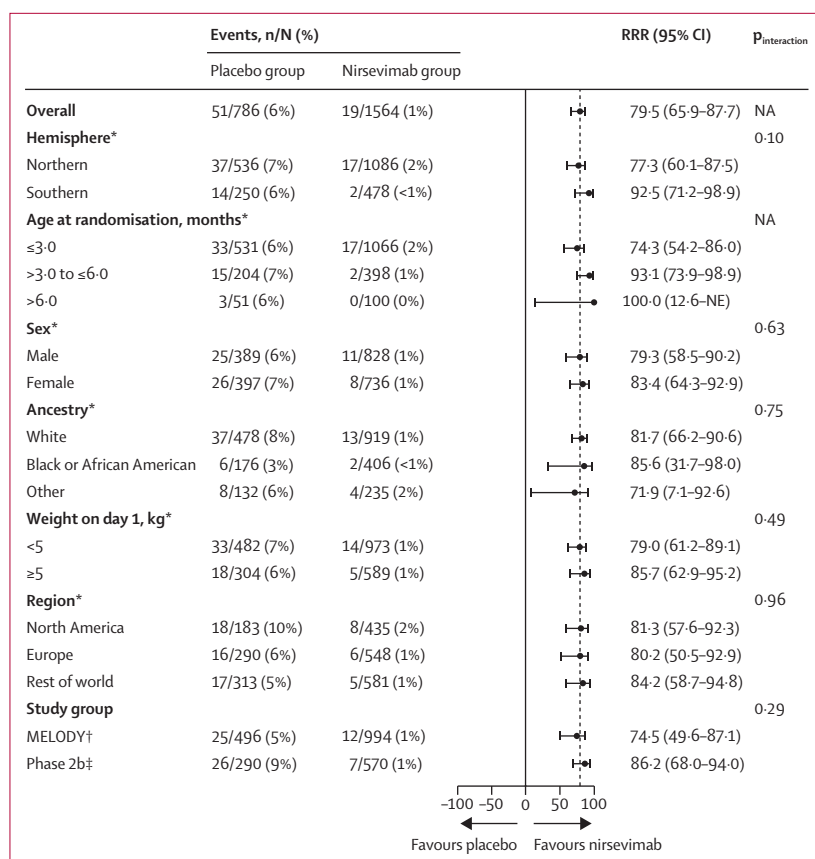 Events, n/N (%) RRR (95% CI) pinteraction
Placebo group Nirsevimab group
Overall 51/786 (6%) 19/1564 (1%) 79·5 (65·9–87·7) NA
Hemisphere* 0·10
Northern 37/536 (7%) 17/1086 (2%) 77·3 (60·1–87·5)
Southern 14/250 (6%) 2/478 (<1%) 92·5 (71·2–98·9)
Age at randomisation, months* NA
≤3·0 33/531 (6%) 17/1066 (2%) 74·3 (54·2–86·0)
>3·0 to ≤6·0 15/204 (7%) 2/398 (1%) 93·1 (73·9–98·9)
>6·0 3/51 (6%) 0/100 (0%) 100·0 (12·6–NE)
Sex* 0·63
Male 25/389 (6%) 11/828 (1%) 79·3 (58·5–90·2)
Female 26/397 (7%) 8/736 (1%) 83·4 (64·3–92·9)
Ancestry* 0·75
White 37/478 (8%) 13/919 (1%) 81·7 (66·2–90·6)
Black or African American 6/176 (3%) 2/406 (<1%) 85·6 (31·7–98·0)
Other 8/132 (6%) 4/235 (2%) 71·9 (7·1–92·6)
Weight on day 1, kg* 0·49
<5 33/482 (7%) 14/973 (1%) 79·0 (61·2–89·1)
≥5 18/304 (6%) 5/589 (1%) 85·7 (62·9–95·2)
Region* 0·96
North America 18/183 (10%) 8/435 (2%) 81·3 (57·6–92·3)
Europe 16/290 (6%) 6/548 (1%) 80·2 (50·5–92·9)
Rest of world 17/313 (5%) 5/581 (1%) 84·2 (58·7–94·8)
Study group 0·29
MELODY† 25/496 (5%) 12/994 (1%) 74·5 (49·6–87·1)
Phase 2b‡ 26/290 (9%) 7/570 (1%) 86·2 (68·0–94·0)
–100 –50 0 50 100
Favours placebo Favours nirsevimab